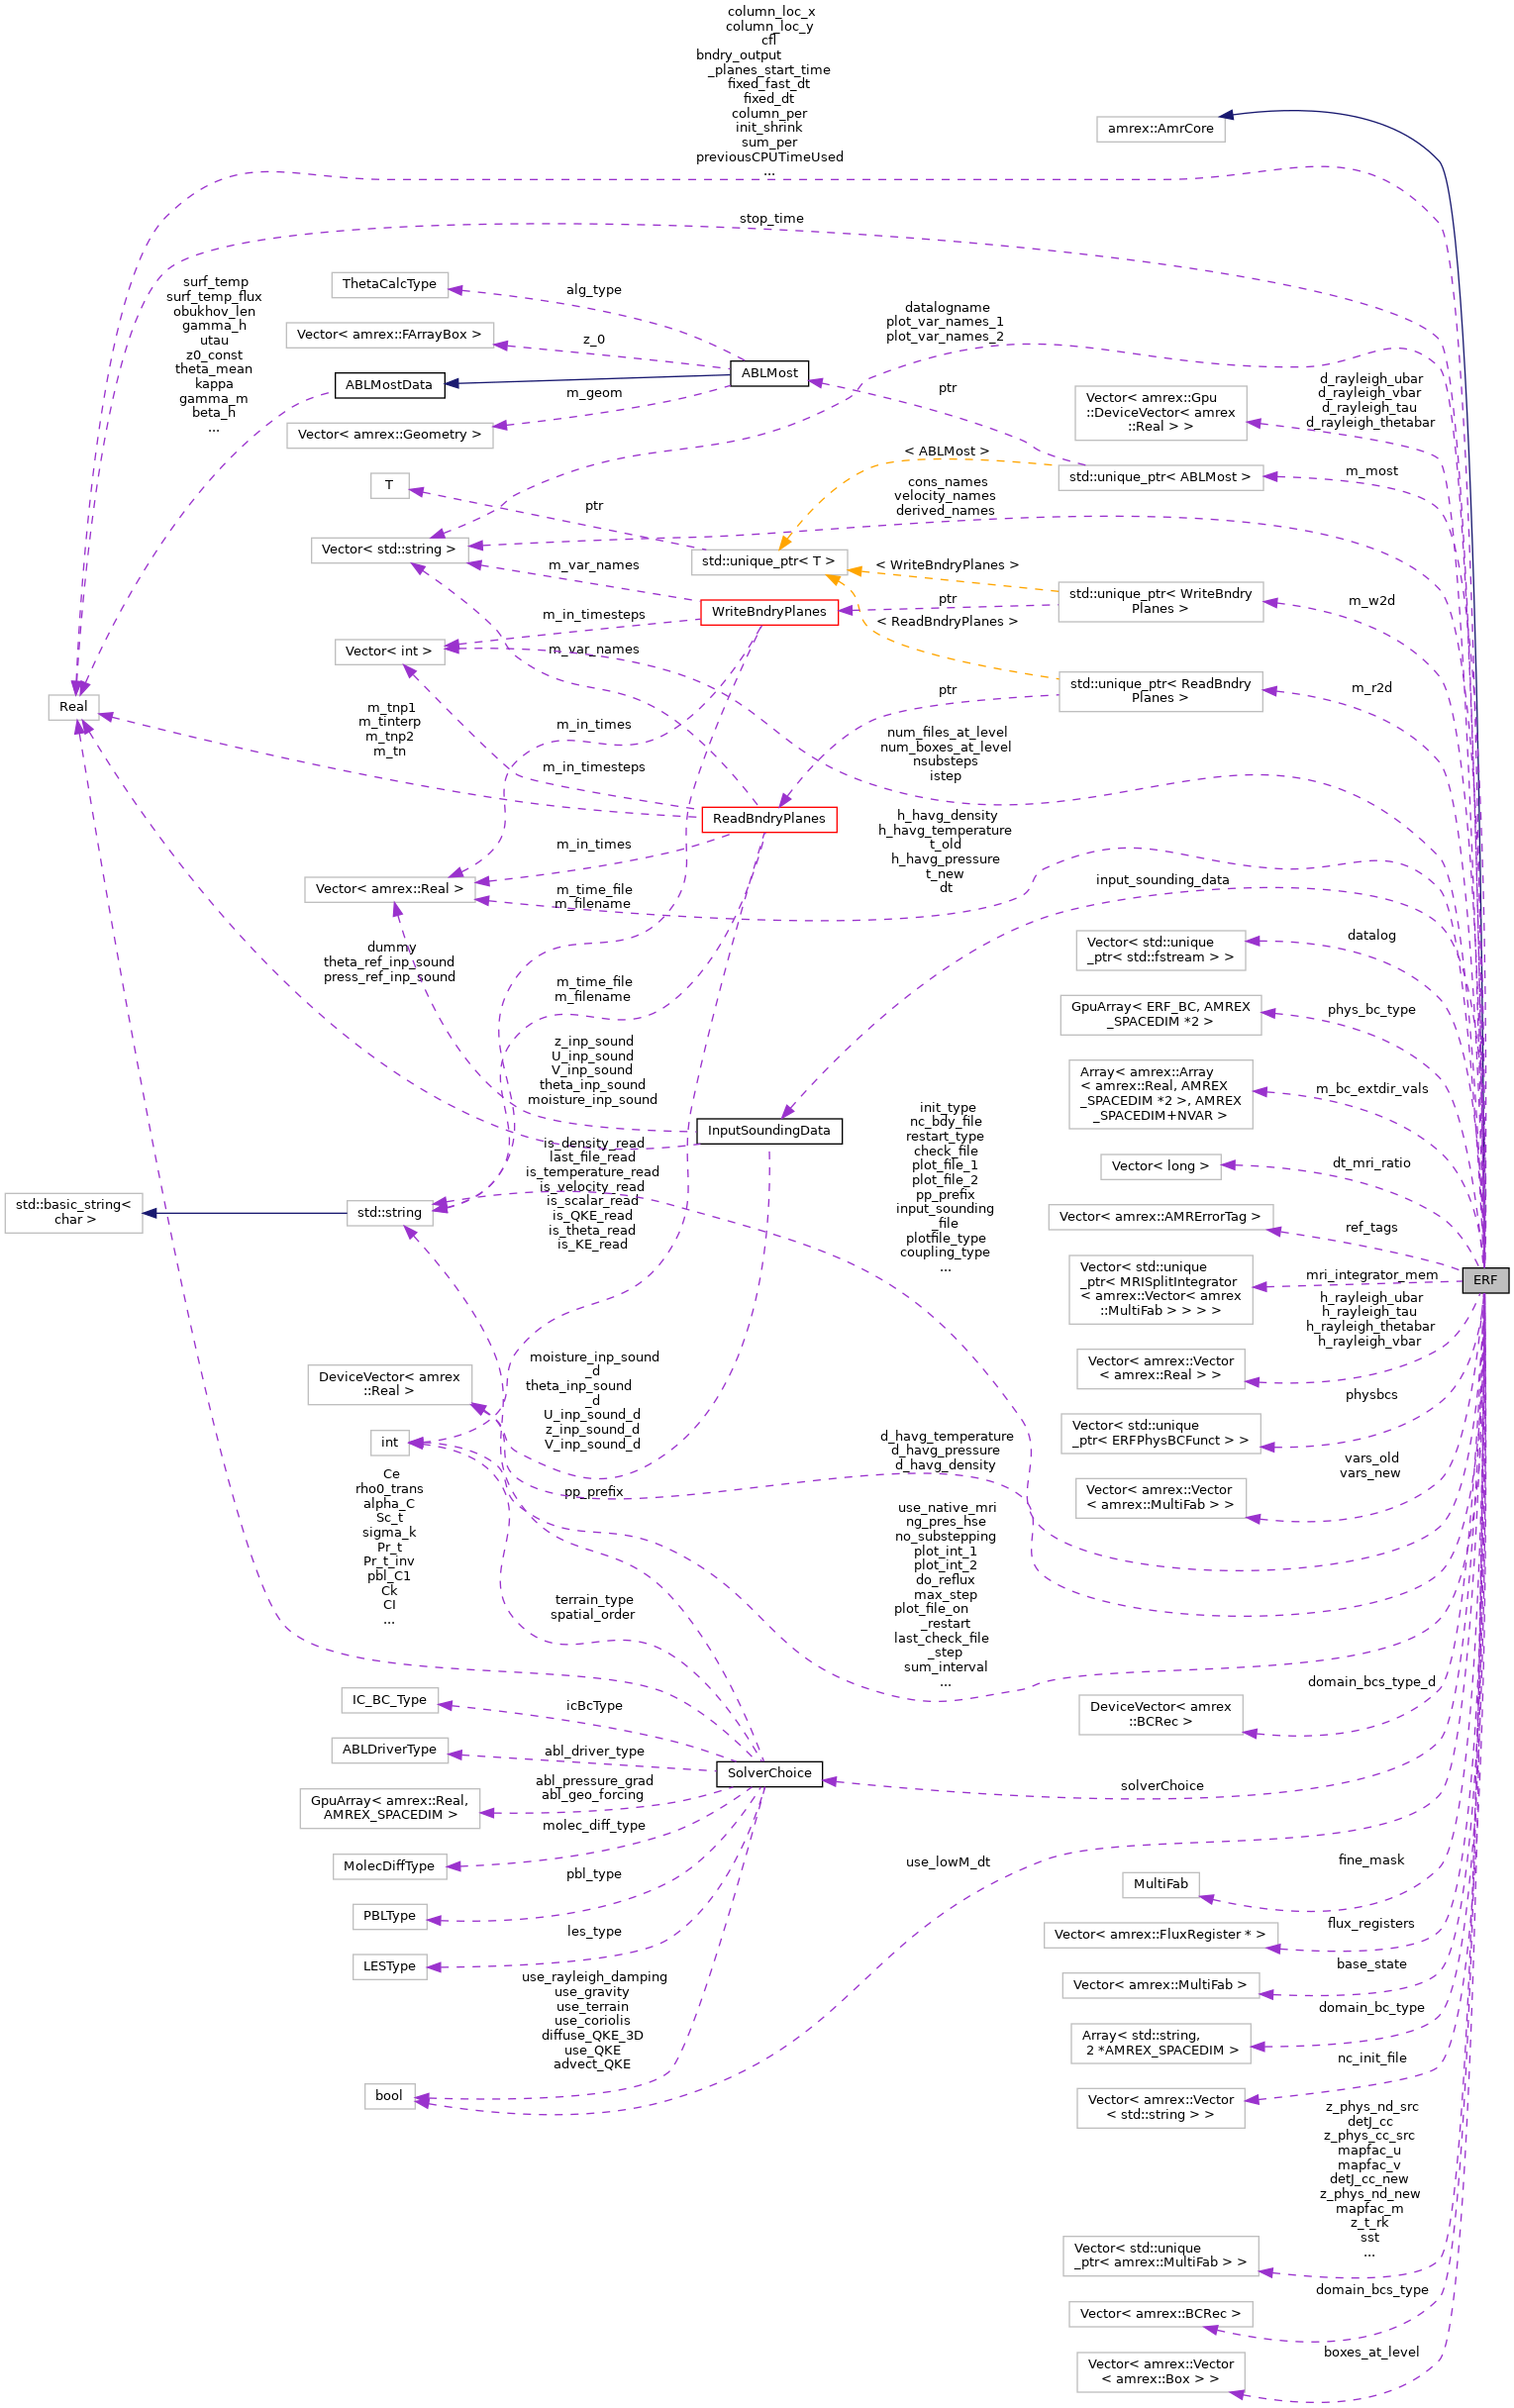 column_loc_x
column_loc_y
cfl
bndry_output
_planes_start_time
fixed_fast_dt
fixed_dt
column_per
init_shrink
sum_per
previousCPUTimeUsed
...
amrex::AmrCore
stop_time
surf_temp
surf_temp_flux
obukhov_len
gamma_h
utau
z0_const
theta_mean
kappa
gamma_m
beta_h
...
ThetaCalcType
alg_type
Vector< amrex::FArrayBox >
z_0
ABLMostData
ABLMost
m_geom
Vector< amrex::Geometry >
datalogname
plot_var_names_1
plot_var_names_2
ptr
Vector< amrex::Gpu
::DeviceVector< amrex
::Real > >
d_rayleigh_ubar
d_rayleigh_vbar
d_rayleigh_tau
d_rayleigh_thetabar
< ABLMost >
std::unique_ptr< ABLMost >
m_most
T
ptr
cons_names
velocity_names
derived_names
Vector< std::string >
std::unique_ptr< T >
m_var_names
< WriteBndryPlanes >
ptr
std::unique_ptr< WriteBndry
Planes >
m_w2d
WriteBndryPlanes
m_in_timesteps
< ReadBndryPlanes >
Vector< int >
m_var_names
std::unique_ptr< ReadBndry
Planes >
m_r2d
ptr
Real
m_tnp1
m_tinterp
m_tnp2
m_tn
m_in_times
m_in_timesteps
num_files_at_level
num_boxes_at_level
nsubsteps
istep
ReadBndryPlanes
h_havg_density
h_havg_temperature
t_old
h_havg_pressure
t_new
dt
m_in_times
Vector< amrex::Real >
m_time_file
m_filename
input_sounding_data
dummy
theta_ref_inp_sound
press_ref_inp_sound
Vector< std::unique
_ptr< std::fstream > >
datalog
m_time_file
m_filename
GpuArray< ERF_BC, AMREX
_SPACEDIM *2 >
phys_bc_type
z_inp_sound
U_inp_sound
V_inp_sound
theta_inp_sound
moisture_inp_sound
Array< amrex::Array
< amrex::Real, AMREX
_SPACEDIM *2 >, AMREX
_SPACEDIM+NVAR >
m_bc_extdir_vals
InputSoundingData
init_type
nc_bdy_file
restart_type
check_file
plot_file_1
plot_file_2
pp_prefix
input_sounding
_file
plotfile_type
coupling_type
...
is_density_read
last_file_read
is_temperature_read
is_velocity_read
is_scalar_read
is_QKE_read
is_theta_read
is_KE_read
Vector< long >
dt_mri_ratio
std::basic_string<
char >
std::string
Vector< amrex::AMRErrorTag >
ref_tags
Vector< std::unique
_ptr< MRISplitIntegrator
< amrex::Vector< amrex
::MultiFab > > > >
mri_integrator_mem
ERF
h_rayleigh_ubar
h_rayleigh_tau
h_rayleigh_thetabar
h_rayleigh_vbar
Vector< amrex::Vector
< amrex::Real > >
DeviceVector< amrex
::Real >
moisture_inp_sound
_d
theta_inp_sound
_d
U_inp_sound_d
z_inp_sound_d
V_inp_sound_d
int
physbcs
Vector< std::unique
_ptr< ERFPhysBCFunct > >
d_havg_temperature
d_havg_pressure
d_havg_density
vars_old
vars_new
Vector< amrex::Vector
< amrex::MultiFab > >
pp_prefix
Ce
rho0_trans
alpha_C
Sc_t
sigma_k
Pr_t
Pr_t_inv
pbl_C1
Ck
CI
...
use_native_mri
ng_pres_hse
no_substepping
plot_int_1
plot_int_2
do_reflux
max_step
plot_file_on
_restart
last_check_file
_step
sum_interval
...
terrain_type
spatial_order
domain_bcs_type_d
DeviceVector< amrex
::BCRec >
IC_BC_Type
icBcType
ABLDriverType
abl_driver_type
SolverChoice
solverChoice
GpuArray< amrex::Real,
AMREX_SPACEDIM >
abl_pressure_grad
abl_geo_forcing
molec_diff_type
MolecDiffType
pbl_type
use_lowM_dt
fine_mask
MultiFab
PBLType
les_type
flux_registers
Vector< amrex::FluxRegister * >
LESType
base_state
Vector< amrex::MultiFab >
use_rayleigh_damping
use_gravity
use_terrain
use_coriolis
diffuse_QKE_3D
use_QKE
advect_QKE
domain_bc_type
Array< std::string,
2 *AMREX_SPACEDIM >
bool
nc_init_file
Vector< amrex::Vector
< std::string > >
z_phys_nd_src
detJ_cc
z_phys_cc_src
mapfac_u
mapfac_v
detJ_cc_new
z_phys_nd_new
mapfac_m
z_t_rk
sst
...
Vector< std::unique
_ptr< amrex::MultiFab > >
domain_bcs_type
Vector< amrex::BCRec >
boxes_at_level
Vector< amrex::Vector
< amrex::Box > >